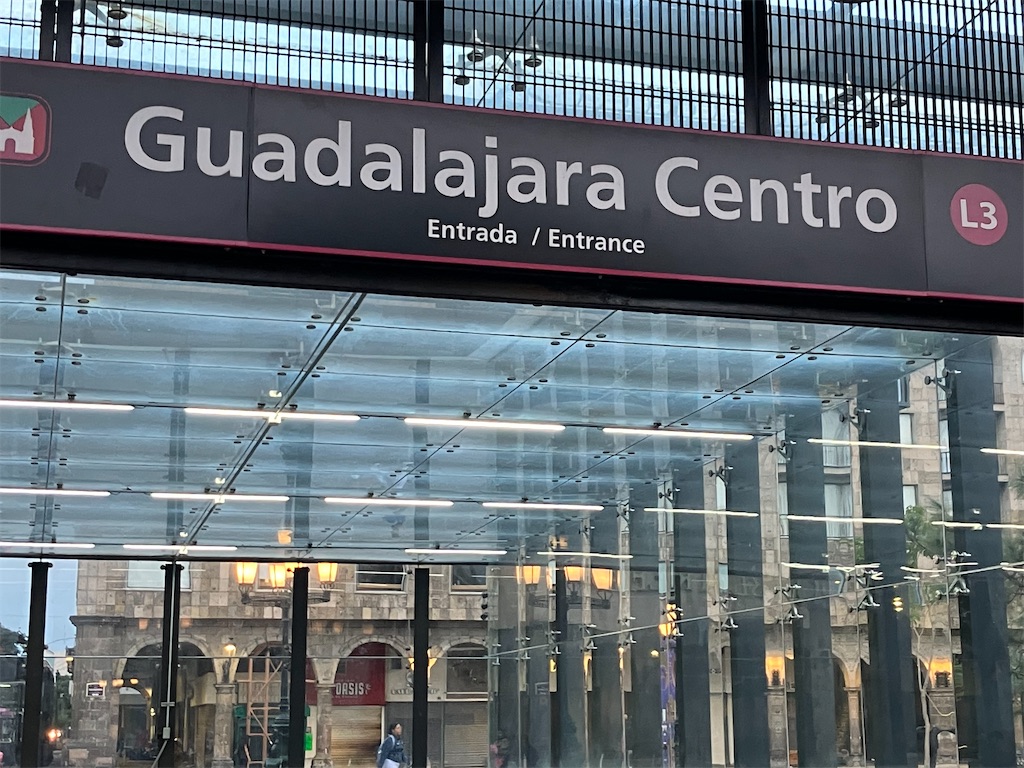 Guadalajara Centro
Entrada / Entrance
L3
OASIS